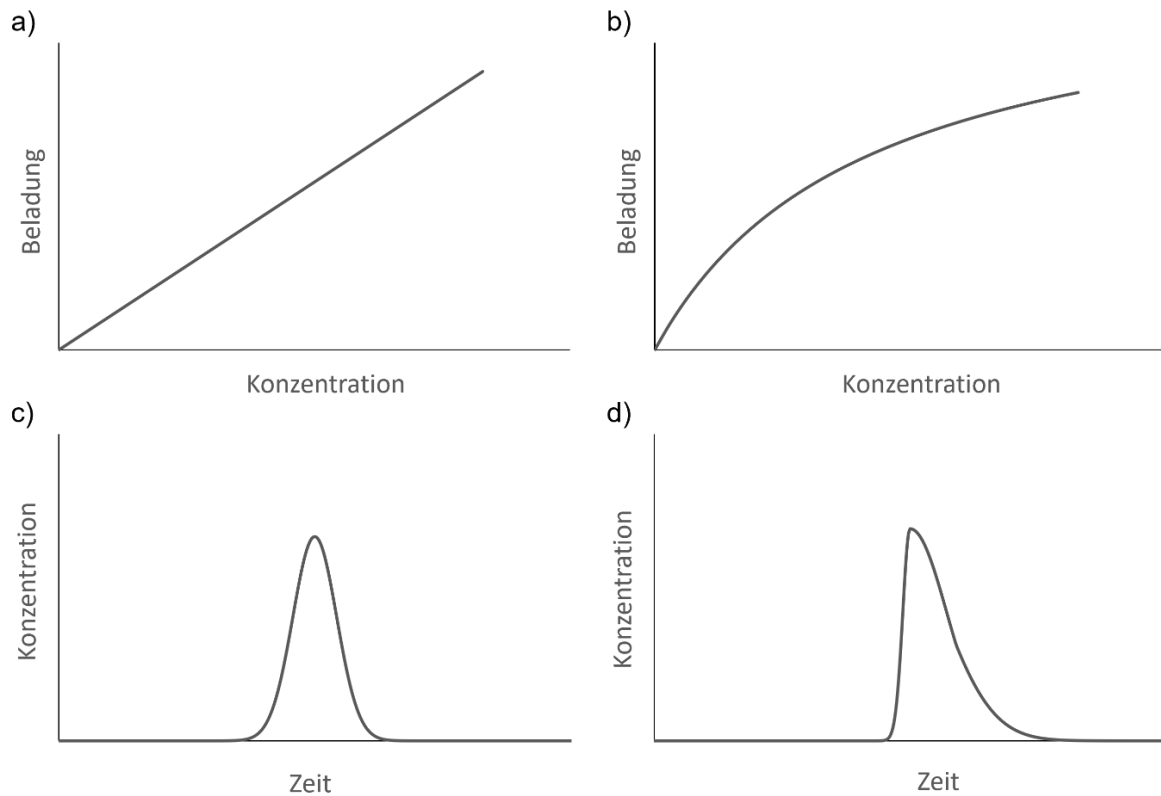 a)
b)
Beladung
Beladung
Konzentration
Konzentration
c)
d)
Konzentration
Konzentration
Zeit
Zeit